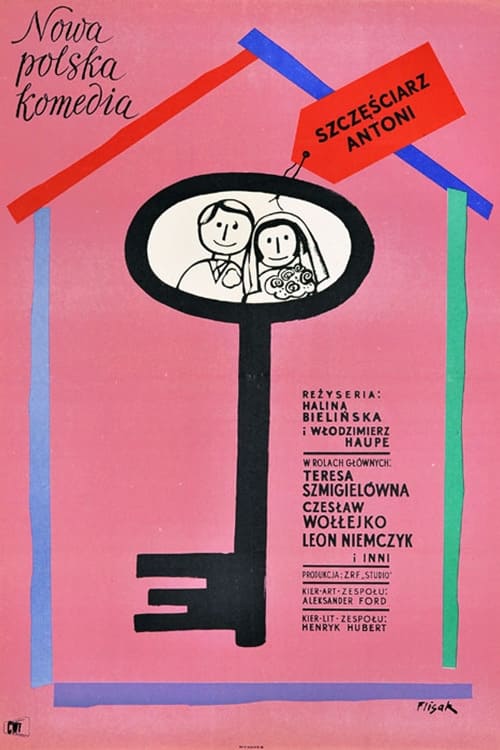 Nowa
polska
komedia
SZCZĘŚCIARZ
ANTONI
REŻYSERIA:
HALINA
BIELIŃSKA
i WŁODZIMIERZ
HAUPE
W ROLACH GŁÓWNYCH:
TERESA
SZMIGIELÓWNA
CZESŁAW
WOŁŁEJKO
LEON NIEMCZYK
i INNI
PRODUKCJA: Z.R.F. „STUDIO"
KIER-ART-ZESPOŁU:
ALEKSANDER FORD
KIER-LIT-ZESPOŁU:
HENRYK HUBERT
Flisak
CWF